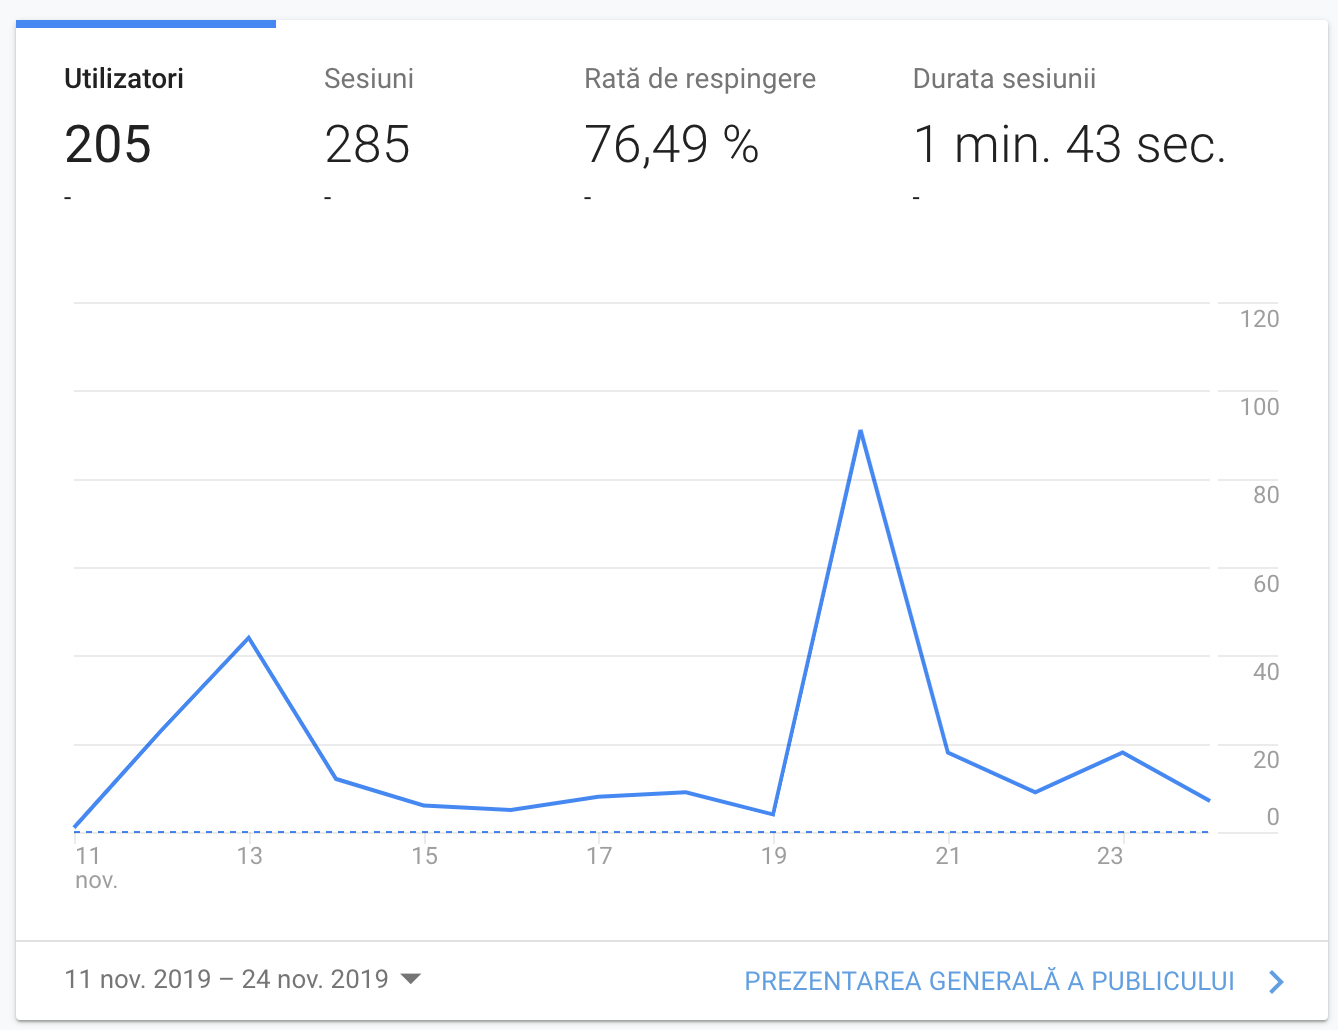 Utilizatori Sesiuni Rată de respingere Durata sesiunii
205 285 76,49 % 1 min. 43 sec.
- - - -
120
100
80
60
40
20
0
11 13 15 17 19 21 23
nov.
11 nov. 2019 – 24 nov. 2019 PREZENTAREA GENERALĂ A PUBLICULUI